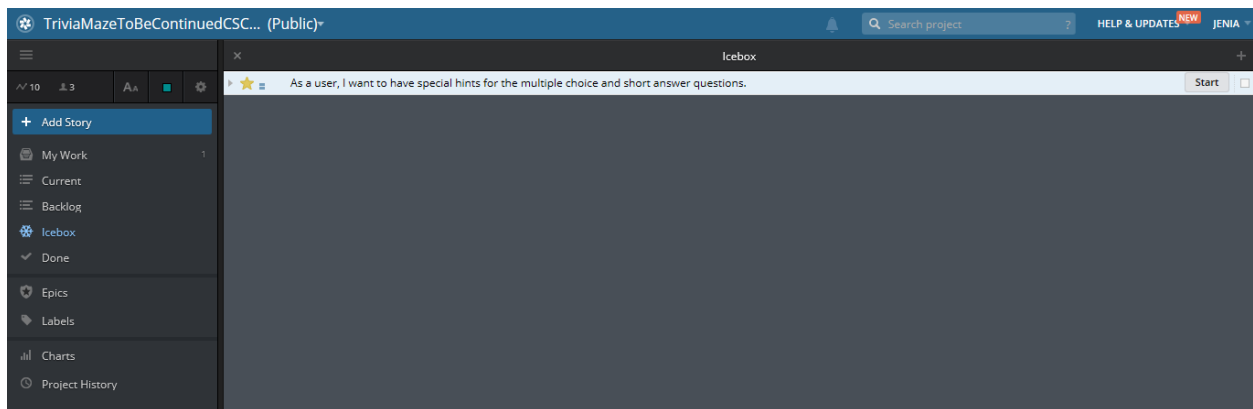 TriviaMazeToBeContinuedCSC... (Public)
Search project
?
HELP & UPDATES
NEW
JENIA
Icebox
10
3
AA
As a user, I want to have special hints for the multiple choice and short answer questions.
Start
+ Add Story
My Work
1
Current
Backlog
Icebox
Done
Epics
Labels
Charts
Project History